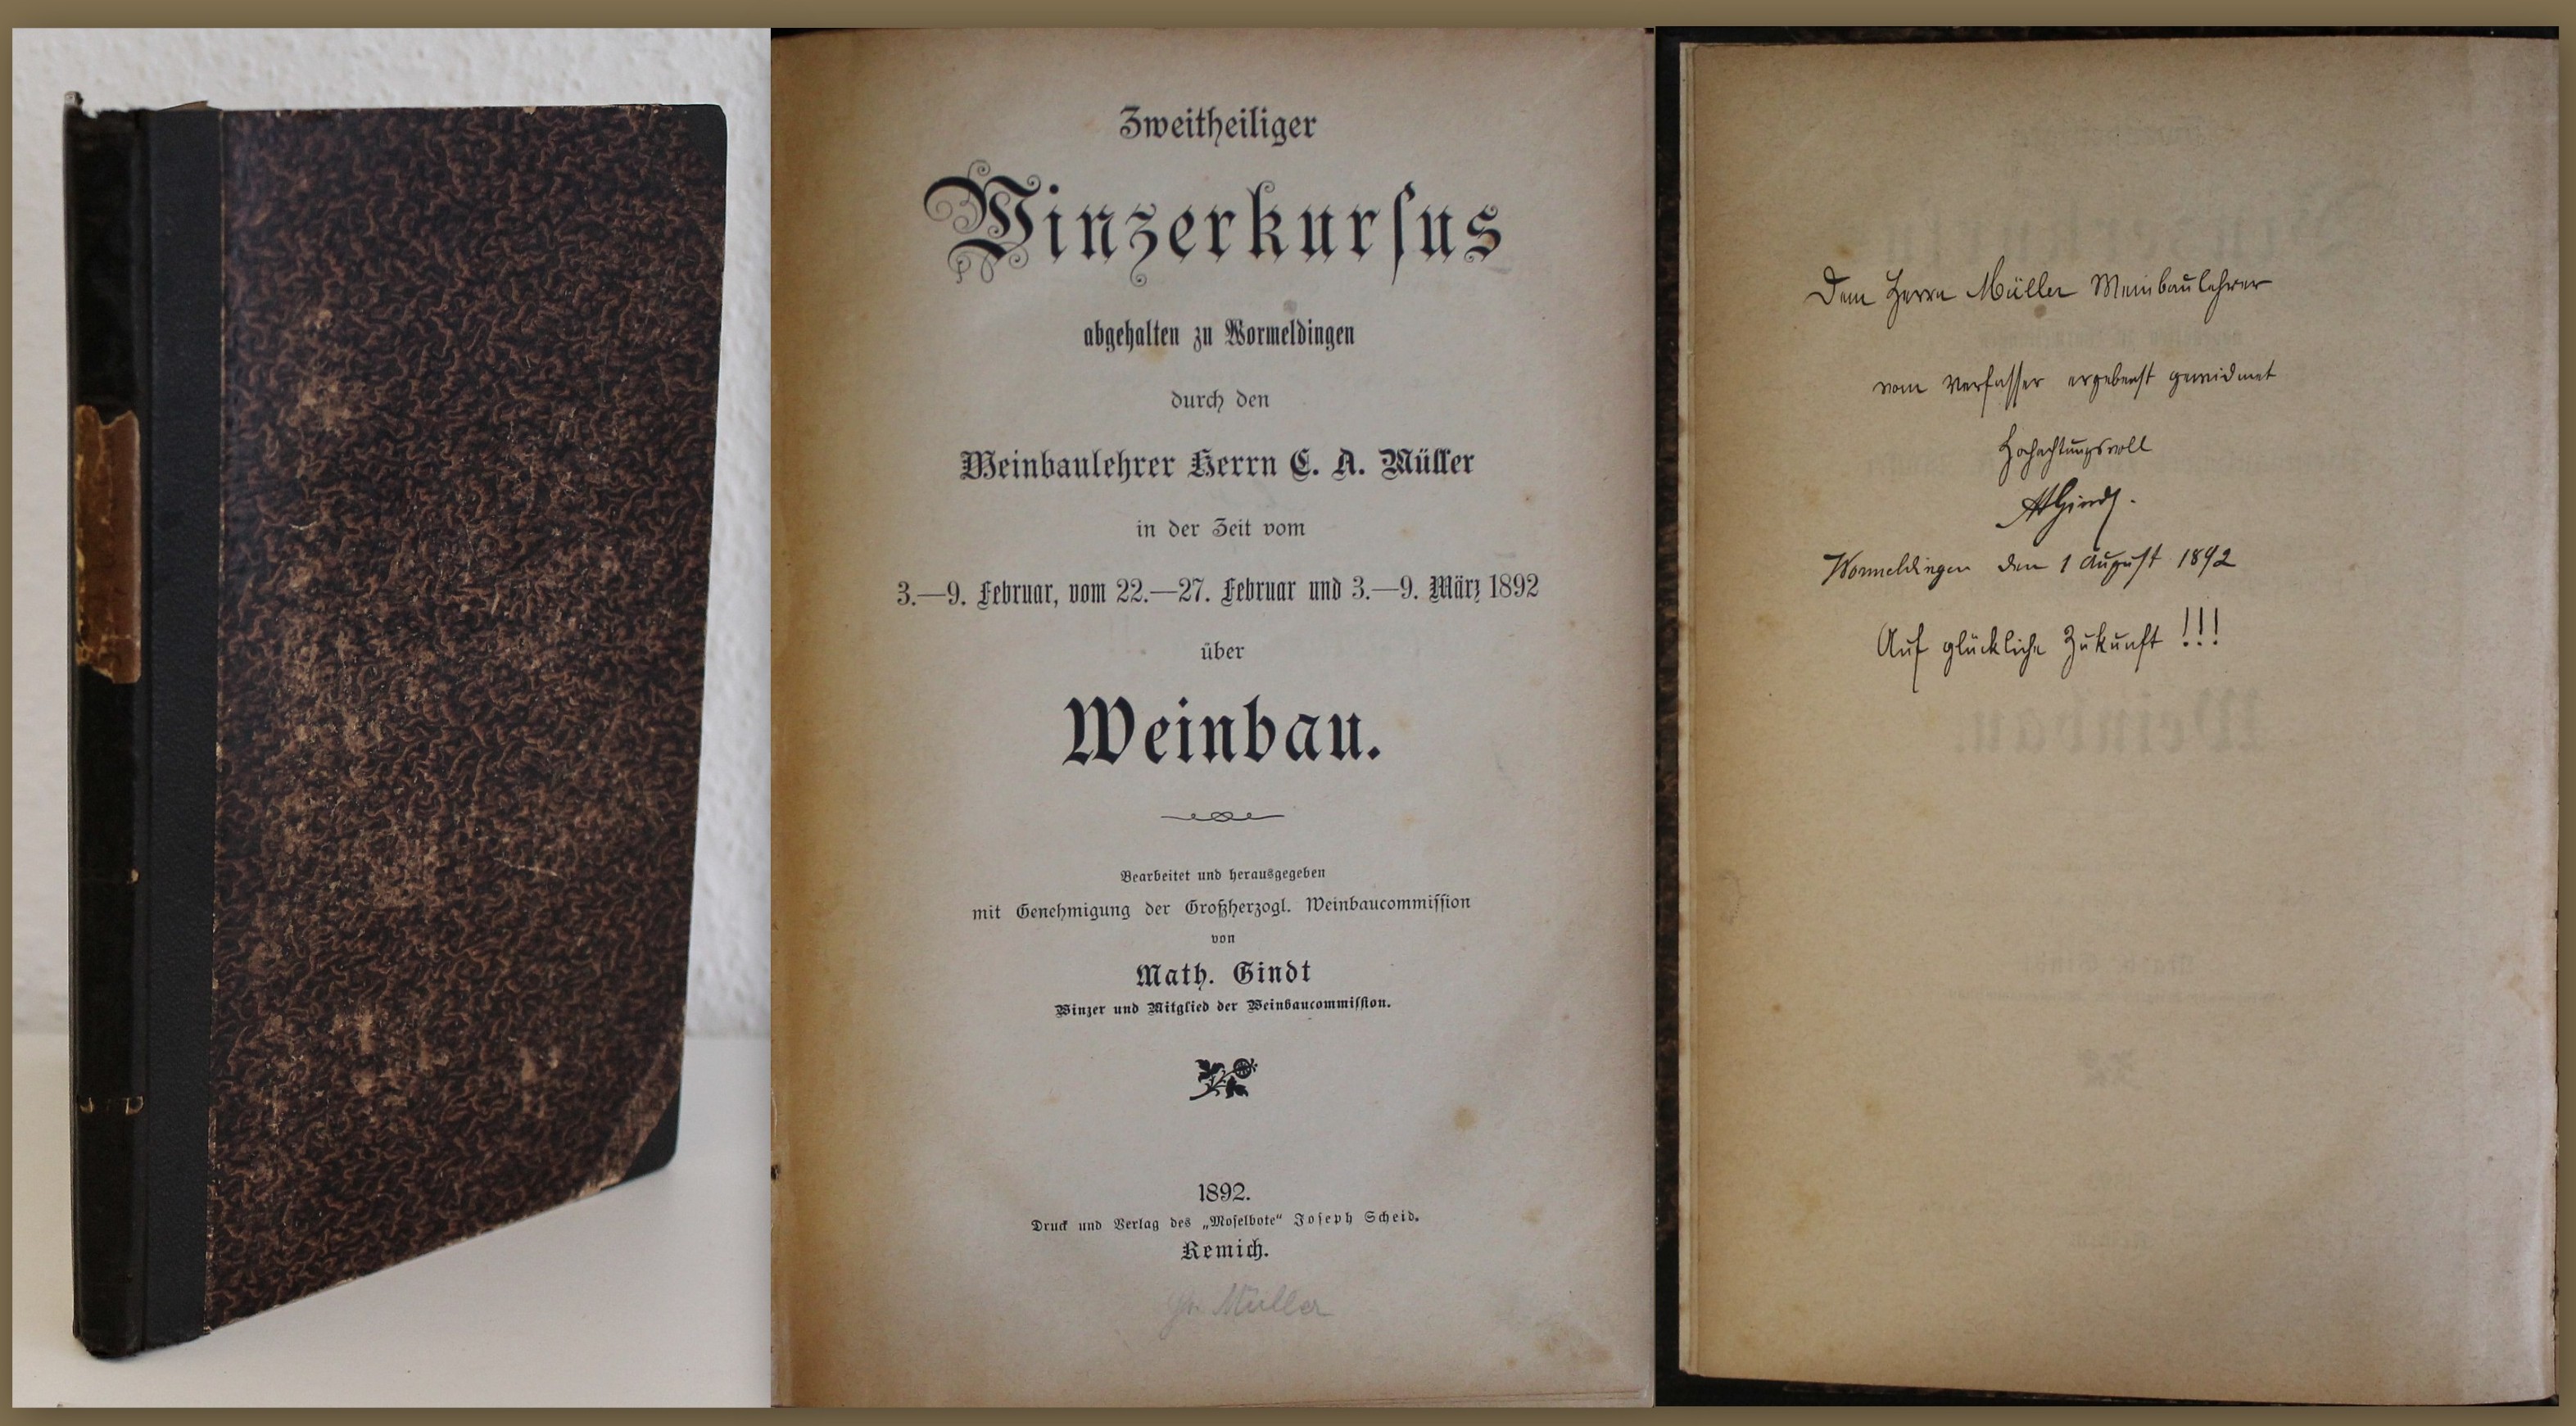 Zweitheiliger
Winzerkursus
abgehalten zu Wormeldingen
durch den
Weinbaulehrer Herrn C. A. Müller
in der Zeit vom
3.—9. Februar, vom 22.—27. Februar und 3.—9. März 1892
über
Weinbau.
Bearbeitet und herausgegeben
mit Genehmigung der Großherzogl. Weinbaucommission
von
Math. Gindt
Winzer und Mitglied der Weinbaucommission.
1892.
Druck und Verlag des „Moselbote“ Joseph Scheid.
Remich.
Müller
Dem Herrn Müller Weinbaulehrer
vom Verfasser ergebenst gewidmet
Hochachtungsvoll
MGindt.
Wormeldingen den 1 August 1892
Auf glückliche Zukunft !!!